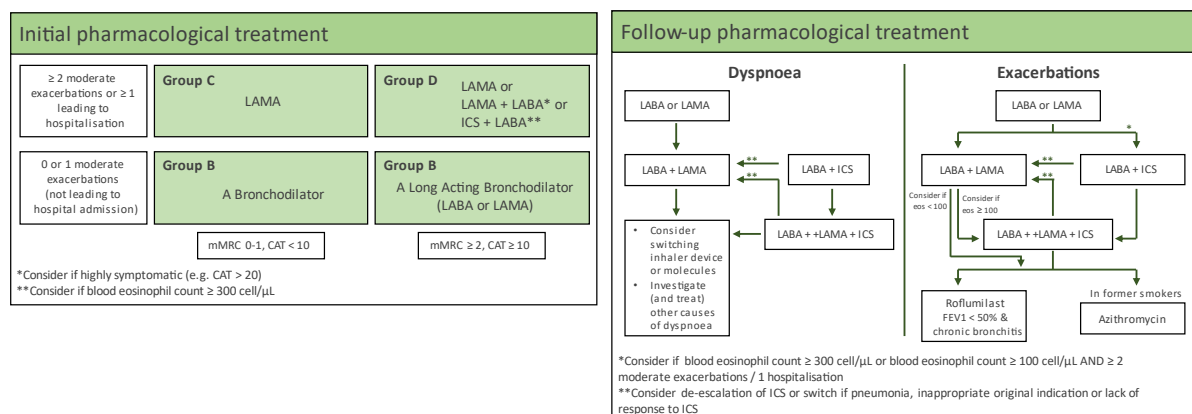 Initial pharmacological treatment
≥ 2 moderate
exacerbations or ≥ 1
leading to
hospitalisation
Group C
LAMA
Group D
LAMA or
LAMA + LABA* or
ICS + LABA**
0 or 1 moderate
exacerbations
(not leading to
hospital admission)
Group B
A Bronchodilator
Group B
A Long Acting Bronchodilator
(LABA or LAMA)
mMRC 0-1, CAT < 10
mMRC ≥ 2, CAT ≥ 10
*Consider if highly symptomatic (e.g. CAT > 20)
**Consider if blood eosinophil count ≥ 300 cell/µL
Follow-up pharmacological treatment
Dyspnoea
LABA or LAMA
LABA + LAMA
**
**
LABA + ICS
• Consider
switching
inhaler device
or molecules
• Investigate
(and treat)
other causes
of dyspnoea
LABA + +LAMA + ICS
Exacerbations
LABA or LAMA
*
LABA + LAMA
**
**
LABA + ICS
Consider if
eos < 100
Consider if
eos ≥ 100
LABA + +LAMA + ICS
Roflumilast
FEV1 < 50% &
chronic bronchitis
In former smokers
Azithromycin
*Consider if blood eosinophil count ≥ 300 cell/µL or blood eosinophil count ≥ 100 cell/µL AND ≥ 2
moderate exacerbations / 1 hospitalisation
**Consider de-escalation of ICS or switch if pneumonia, inappropriate original indication or lack of
response to ICS